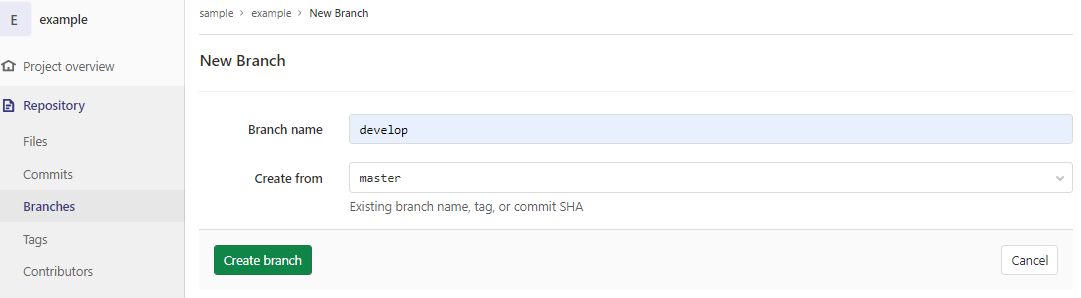 E example
Project overview
Repository
Files
Commits
Branches
Tags
Contributors
sample > example > New Branch
New Branch
Branch name develop
Create from master
Existing branch name, tag, or commit SHA
Create branch Cancel